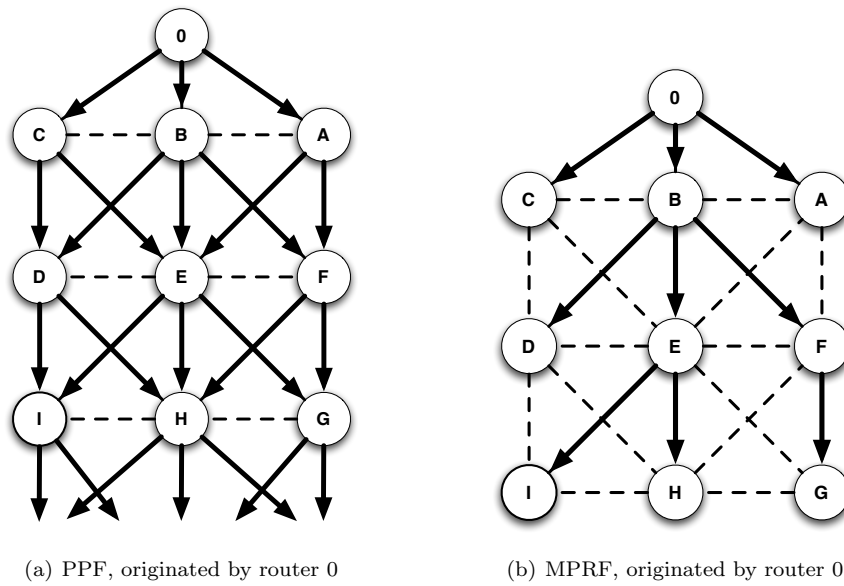 0
C B A
D E F
I H G
(a) PPF, originated by router 0
0
C B A
D E F
I H G
(b) MPRF, originated by router 0